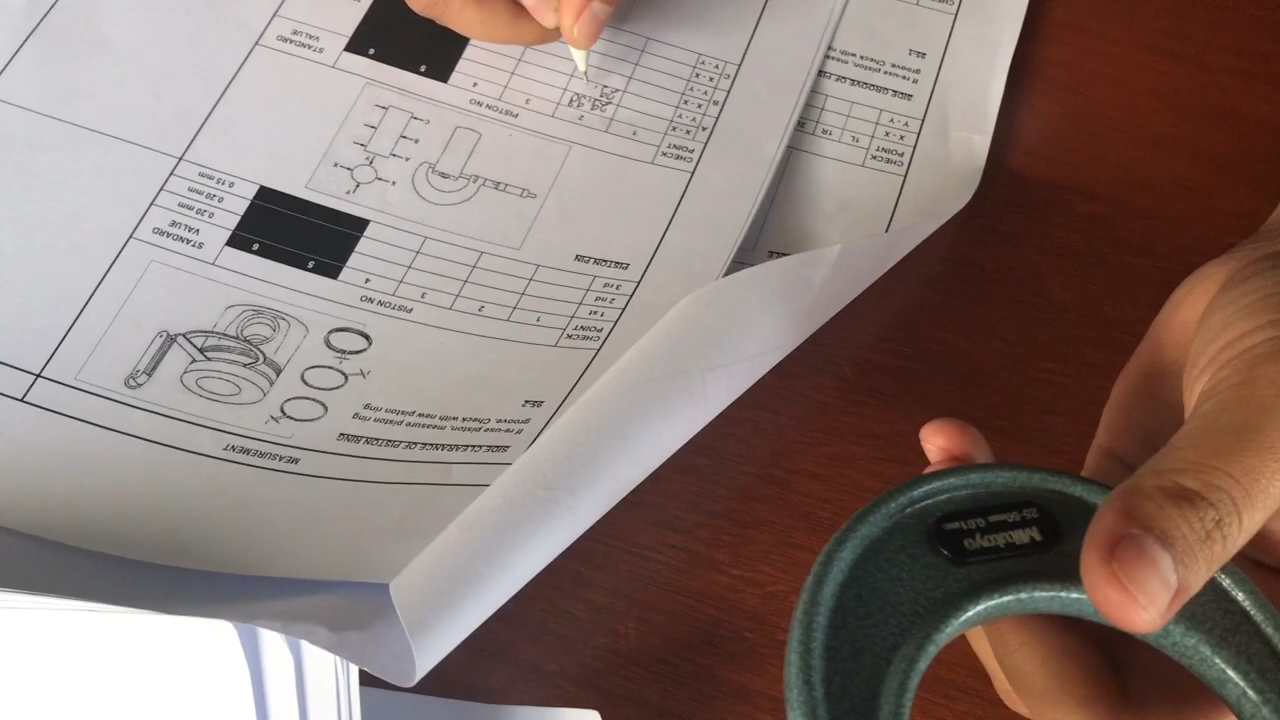 MEASUREMENT
SIDE CLEARANCE OF PISTON RING
If re-use piston, measure piston ring
groove. Check with new piston ring.
CHECK POINT
PISTON NO
STANDARD VALUE
1 2 3 4 5 6
1st
0.20 mm
2nd
0.20 mm
3rd
0.15 mm
PISTON PIN
X Y A B C
CHECK POINT
PISTON NO
STANDARD VALUE
1 2 3 4 5 6
A X - X
Y - Y
B X - X
Y - Y
C X - X
Y - Y
SIDE GROOVE OF PIS
If re-use piston, meas
groove. Check with n
CHECK POINT
1L 1R
X - X
Y - Y
CHECK
Mitutoyo
25-50mm 0.01mm